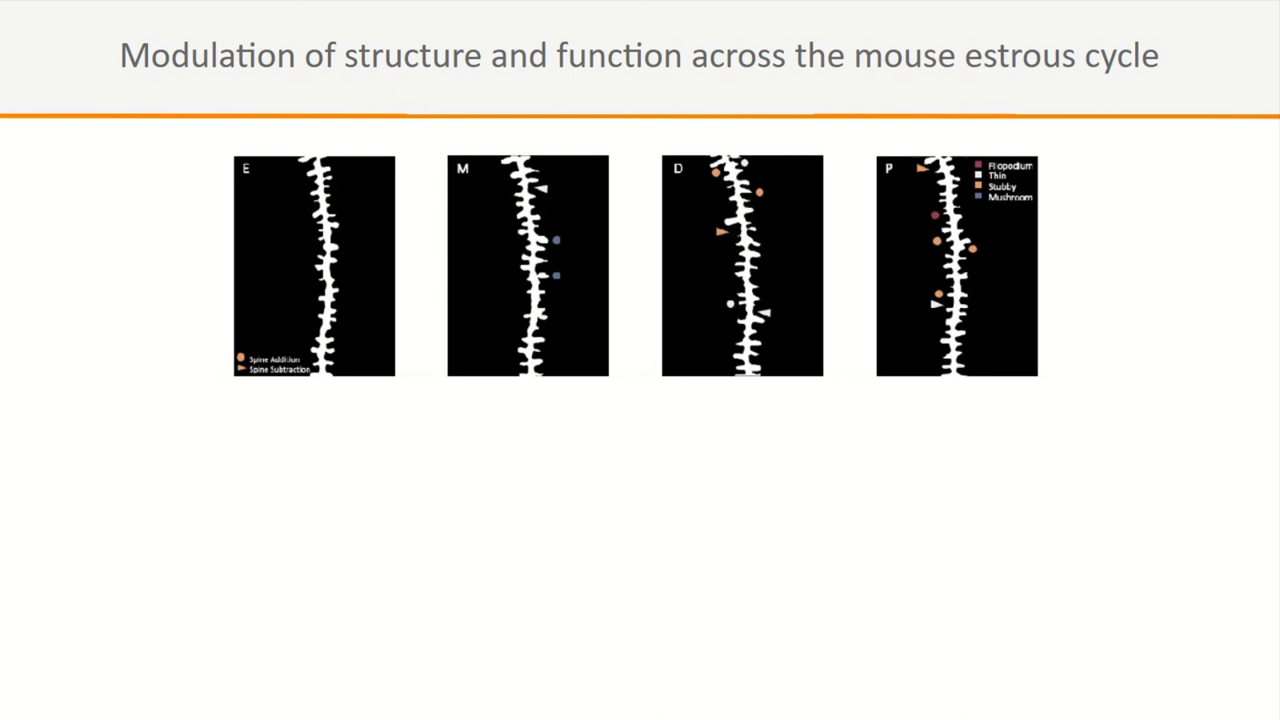 Modulation of structure and function across the mouse estrous cycle
E
M
D
P
Filopodium
Thin
Stubby
Mushroom
Spine Addition
Spine Subtraction